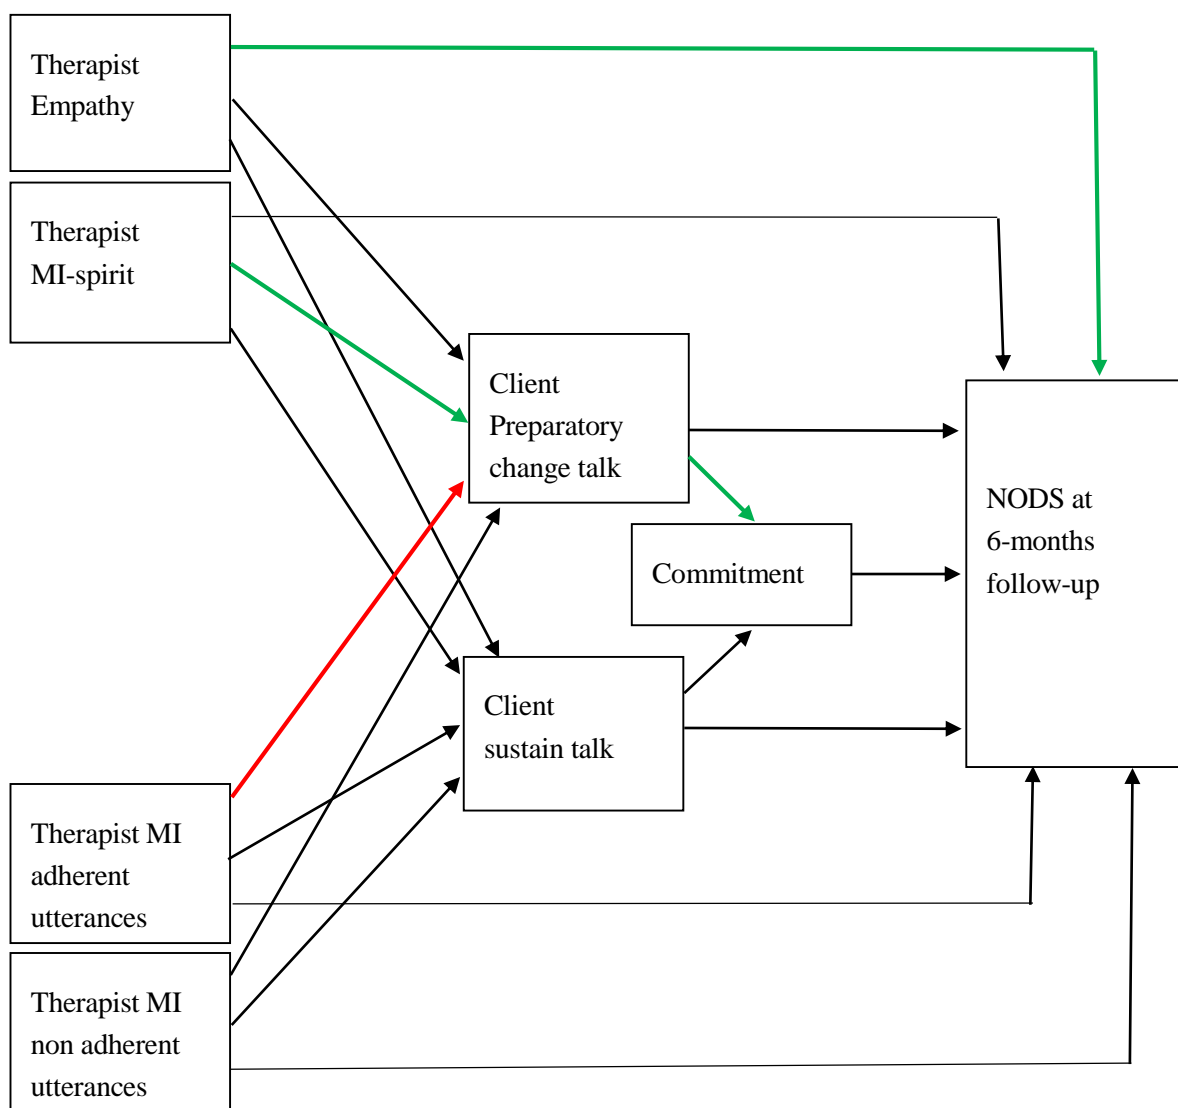 Therapist
Empathy
Therapist
MI-spirit
Client
Preparatory
change talk
NODS at
6-months
follow-up
Commitment
Client
sustain talk
Therapist MI
adherent
utterances
Therapist MI
non adherent
utterances